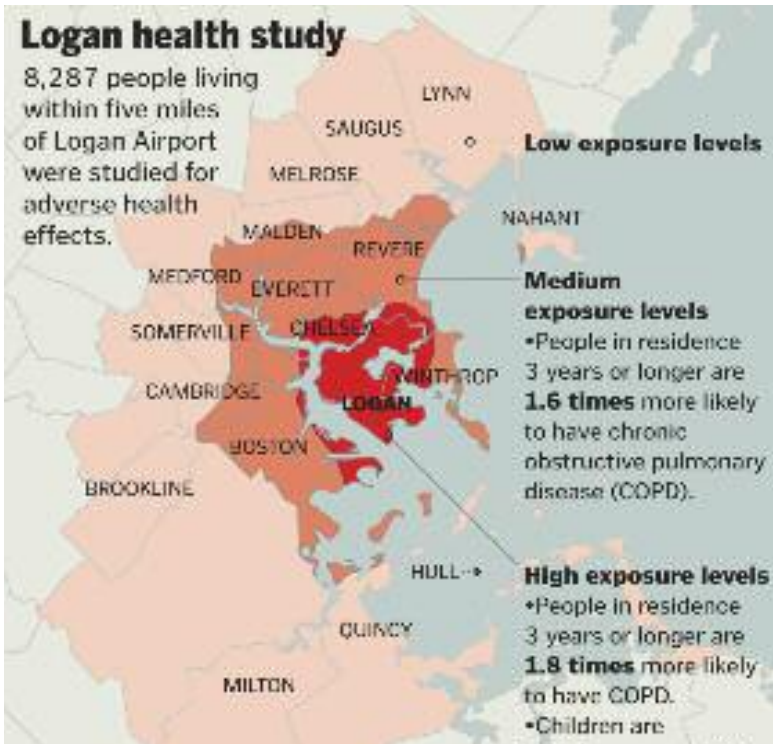 Logan health study
8,287 people living
within five miles
of Logan Airport
were studied for
adverse health
effects.
LYNN
SAUGUS
Low exposure levels
MELROSE
NAHANT
MALDEN
REVERE
MEDFORD
EVERETT
Medium
exposure levels
•People in residence
3 years or longer are
1.6 times more likely
to have chronic
obstructive pulmonary
disease (COPD).
SOMERVILLE
CHELSEA
WINTHROP
CAMBRIDGE
LOGAN
BOSTON
BROOKLINE
HULL
High exposure levels
•People in residence
3 years or longer are
1.8 times more likely
to have COPD.
•Children are
QUINCY
MILTON